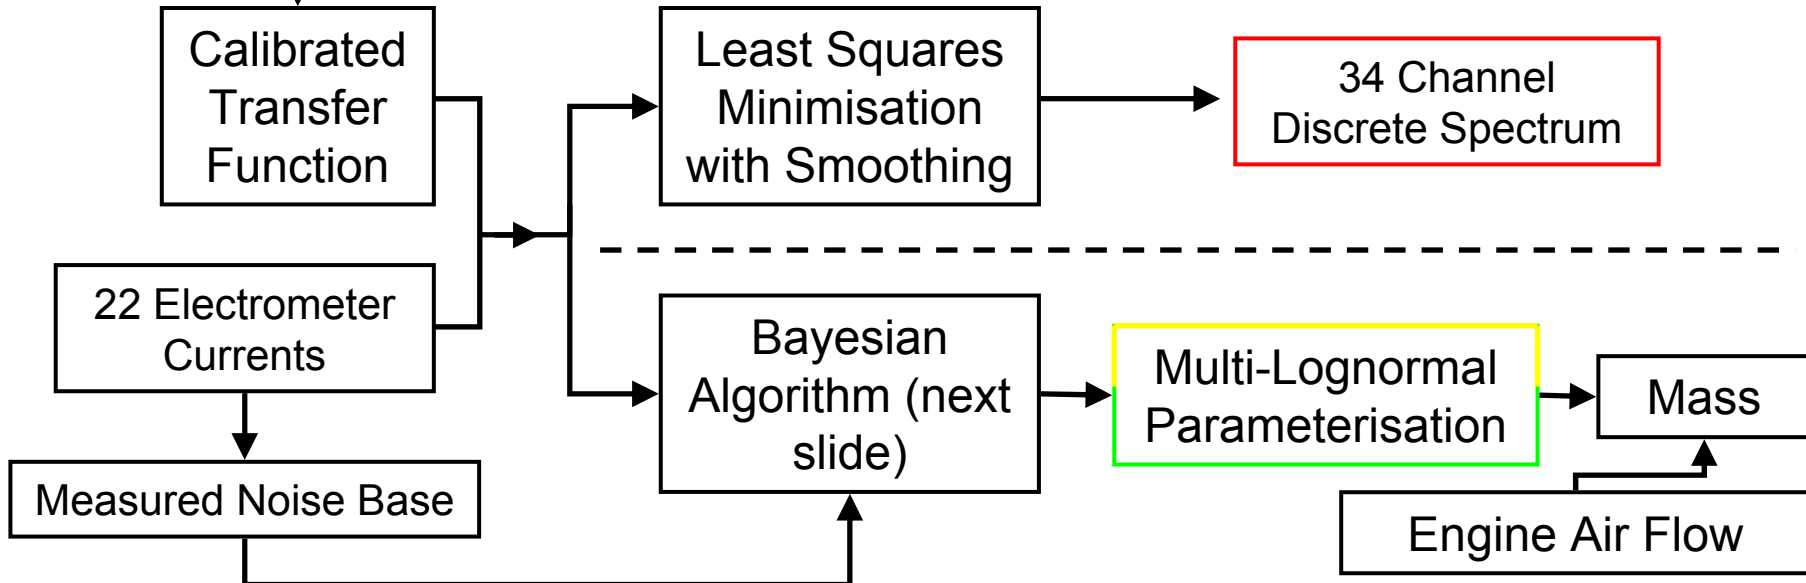 Calibrated
Transfer
Function
Least Squares
Minimisation
with Smoothing
34 Channel
Discrete Spectrum
22 Electrometer
Currents
Bayesian
Algorithm (next
slide)
Multi-Lognormal
Parameterisation
Mass
Measured Noise Base
Engine Air Flow